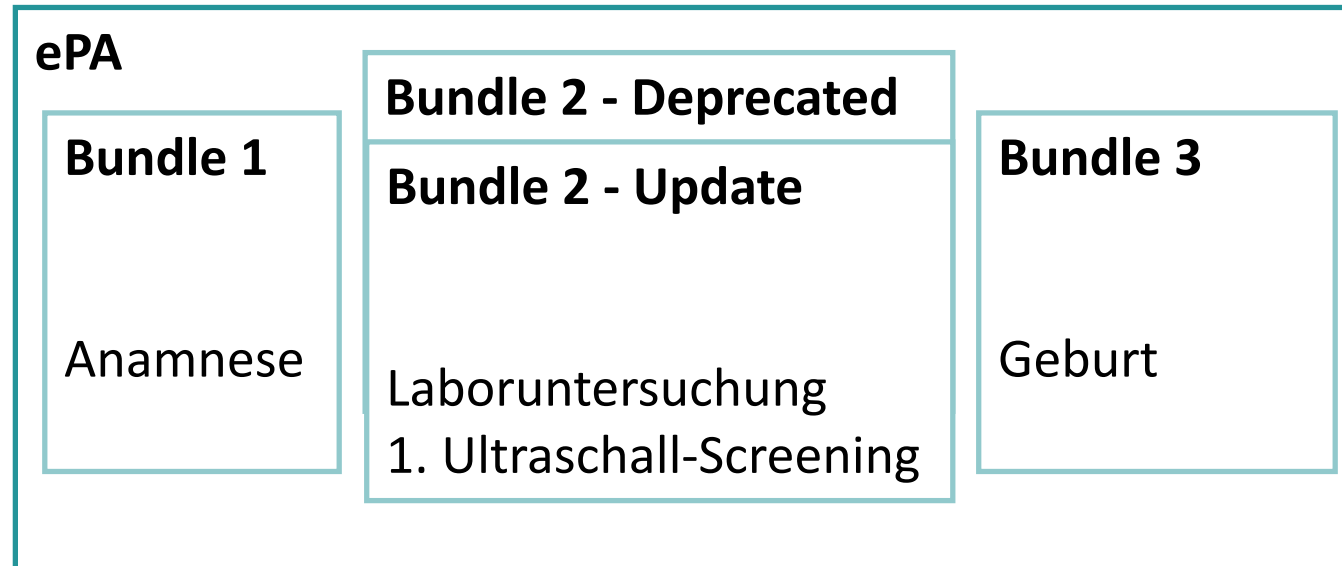 ePA
Bundle 1
Anamnese
Bundle 2 - Deprecated
Bundle 2 - Update
Laboruntersuchung
1. Ultraschall-Screening
Bundle 3
Geburt